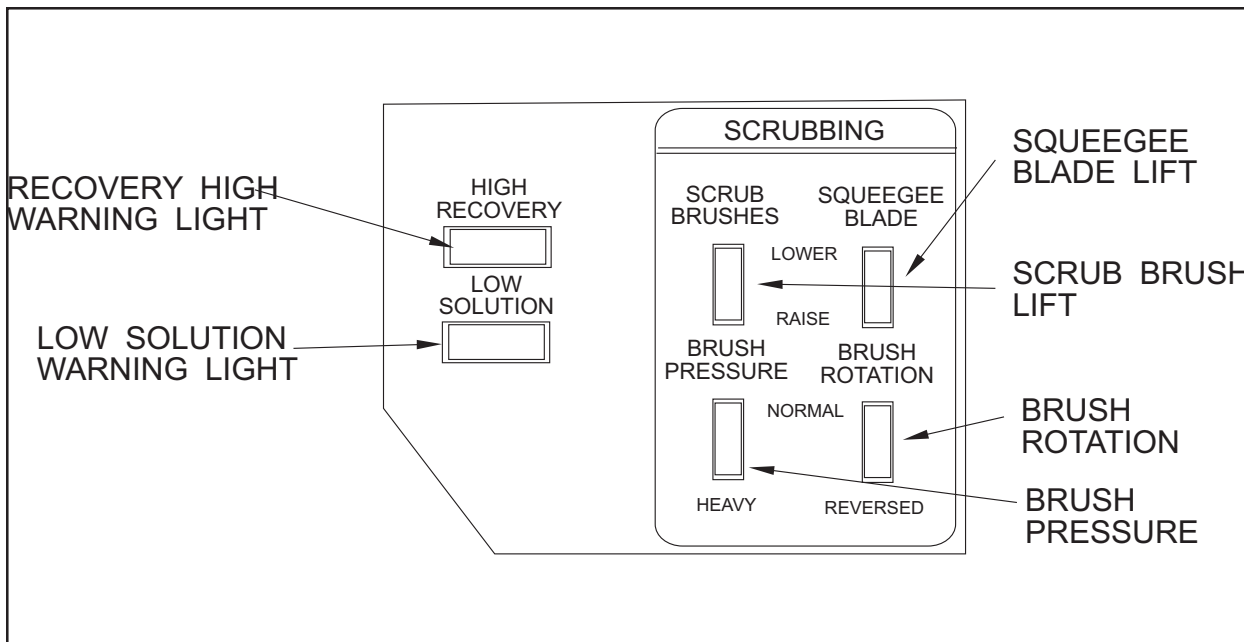 RECOVERY HIGH
WARNING LIGHT
LOW SOLUTION
WARNING LIGHT
HIGH
RECOVERY
LOW
SOLUTION
SCRUBBING
SCRUB
BRUSHES
SQUEEGEE
BLADE
LOWER
RAISE
BRUSH
PRESSURE
BRUSH
ROTATION
NORMAL
HEAVY
REVERSED
SQUEEGEE
BLADE LIFT
SCRUB BRUSH
LIFT
BRUSH
ROTATION
BRUSH
PRESSURE